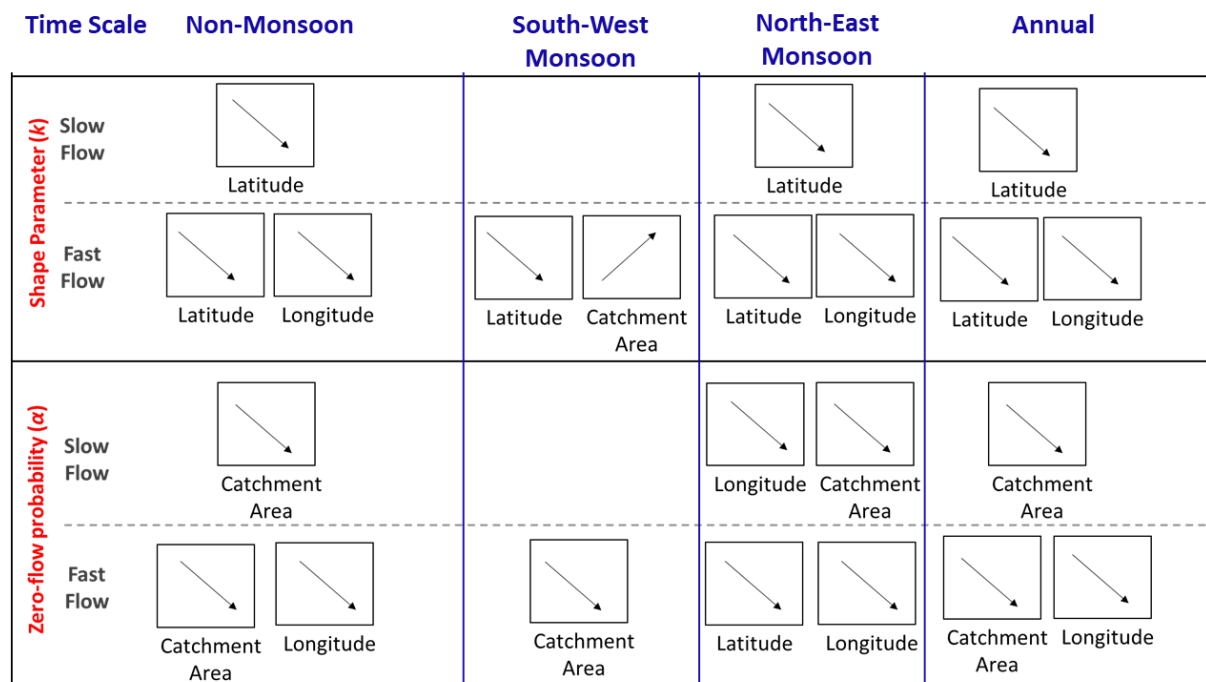 Time Scale Non-Monsoon South-West Monsoon North-East Monsoon Annual
Shape Parameter (k)
Slow Flow
Latitude Latitude Latitude
Fast Flow
Latitude Longitude Latitude Catchment Area Latitude Longitude Latitude Longitude
Zero-flow probability (α)
Slow Flow
Catchment Area Longitude Catchment Area Catchment Area
Fast Flow
Catchment Area Longitude Catchment Area Latitude Longitude Catchment Area Longitude